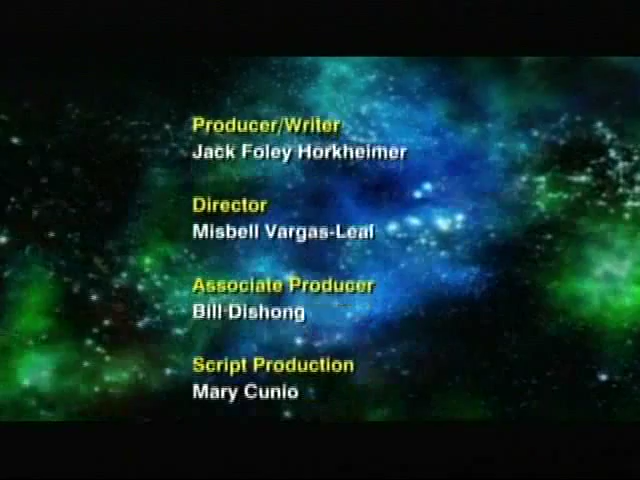 Producer/Writer
Jack Foley Horkheimer
Director
Misbell Vargas-Leal
Associate Producer
Bill Dishong
Script Production
Mary Cunio